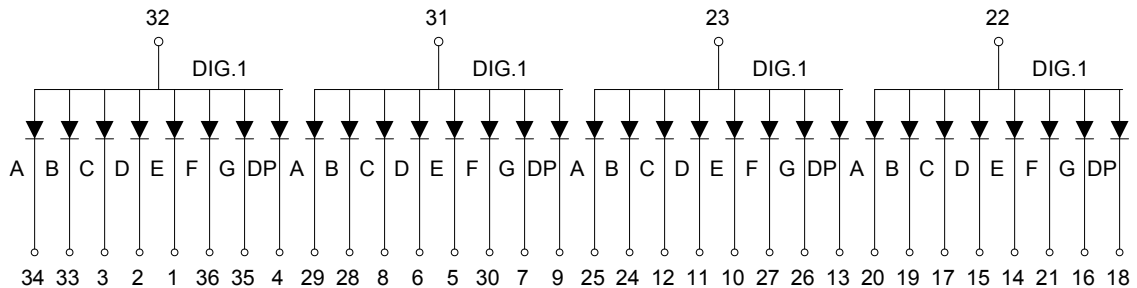 32 31 23 22
DIG.1 DIG.1 DIG.1 DIG.1
A B C D E F G DP A B C D E F G DP A B C D E F G DP A B C D E F G DP
34 33 3 2 1 36 35 4 29 28 8 6 5 30 7 9 25 24 12 11 10 27 26 13 20 19 17 15 14 21 16 18